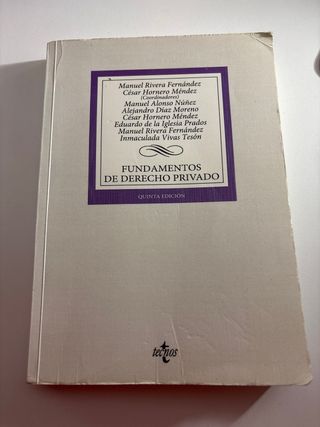 Manuel Rivera Fernández
César Hornero Méndez
(Coordinadores)
Manuel Alonso Núñez
Alejandro Díaz Moreno
César Hornero Méndez
Eduardo de la Iglesia Prados
Manuel Rivera Fernández
Inmaculada Vivas Tesón
FUNDAMENTOS
DE DERECHO PRIVADO
QUINTA EDICIÓN
tecnos